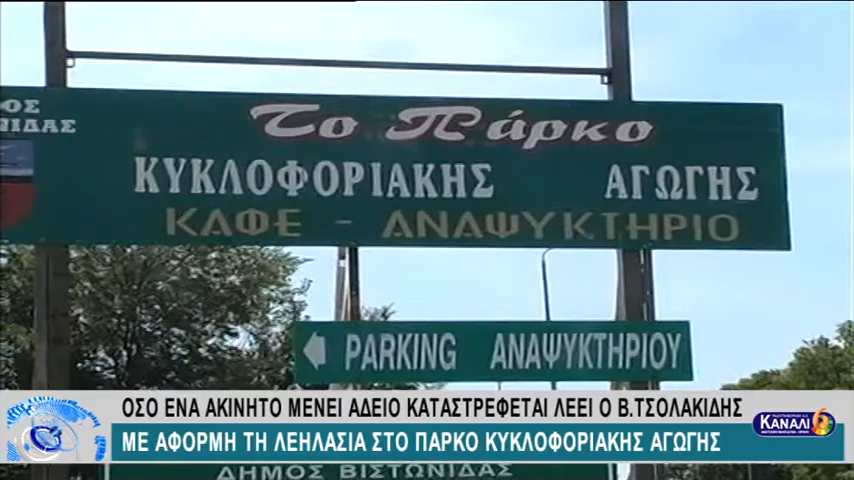 ΟΣ
ΝΙΔΑΣ
Το Πάρκο
ΚΥΚΛΟΦΟΡΙΑΚΗΣ ΑΓΩΓΗΣ
ΚΑΦΕ - ΑΝΑΨΥΚΤΗΡΙΟ
PARKING ΑΝΑΨΥΚΤΗΡΙΟΥ
ΟΣΟ ΕΝΑ ΑΚΙΝΗΤΟ ΜΕΝΕΙ ΑΔΕΙΟ ΚΑΤΑΣΤΡΕΦΕΤΑΙ ΛΕΕΙ Ο Β.ΤΣΟΛΑΚΙΔΗΣ
ΚΑΝΑΛΙ 6
ΜΕ ΑΦΟΡΜΗ ΤΗ ΛΕΗΛΑΣΙΑ ΣΤΟ ΠΑΡΚΟ ΚΥΚΛΟΦΟΡΙΑΚΗΣ ΑΓΩΓΗΣ
ΔΗΜΟΣ ΒΙΣΤΩΝΙΔΑΣ